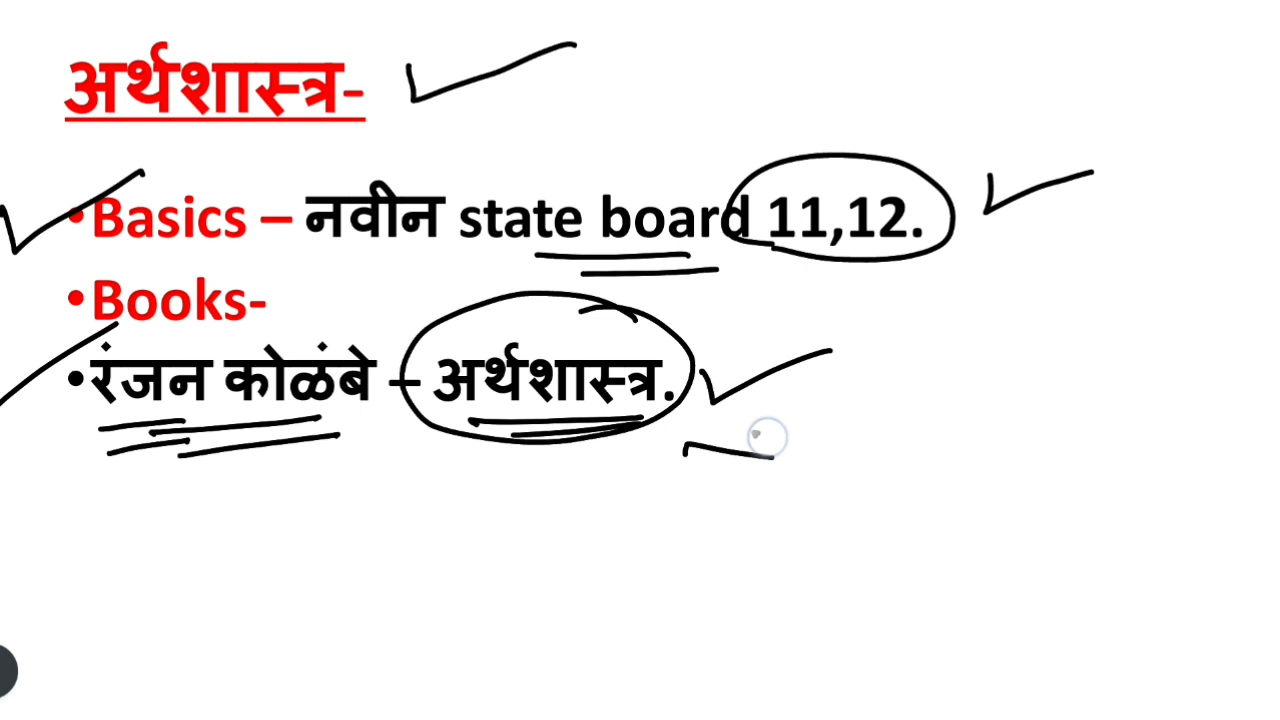 अर्थशास्त्र-
•Basics – नवीन state board 11,12.
•Books-
•रंजन कोळंबे – अर्थशास्त्र.